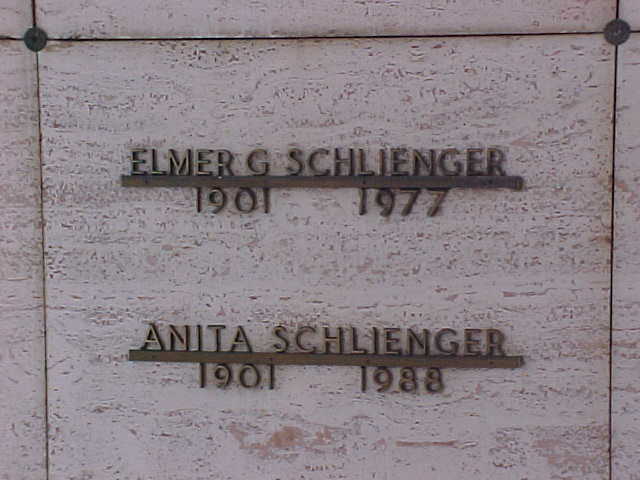 ELMER G SCHLIENGER
1901 1977
ANITA SCHLIENGER
1901 1988